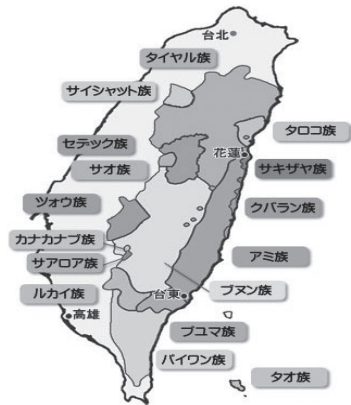 台北
タイヤル族
サイシャット族
タロコ族
セデック族
花蓮
サオ族
サキザヤ族
ツォウ族
クバラン族
カナカナブ族
アミ族
サアロア族
ブヌン族
ルカイ族
台東
高雄
プユマ族
パイワン族
タオ族